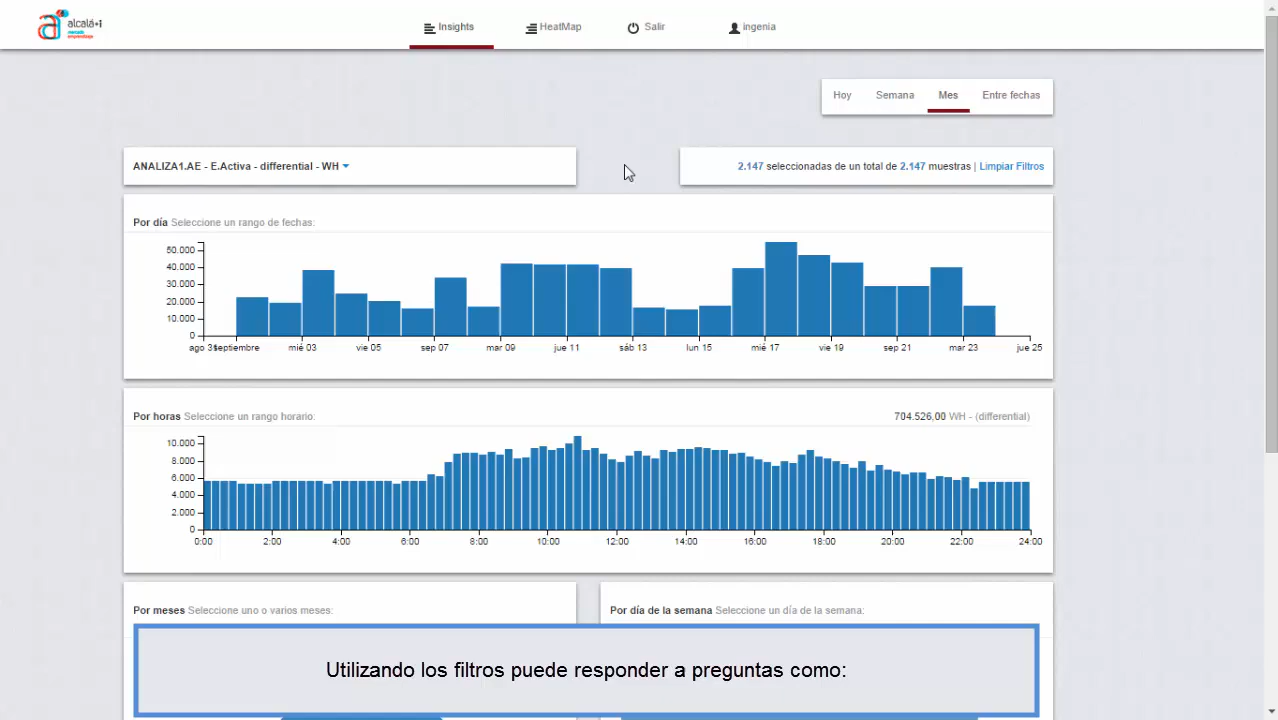 alcalá+i
mercado
emprendizaje
Insights
HeatMap
Salir
ingenia
Hoy
Semana
Mes
Entre fechas
ANALIZA1.AE - E.Activa - differential - WH
2.147 seleccionadas de un total de 2.147 muestras | Limpiar Filtros
Por día Seleccione un rango de fechas:
50.000
40.000
30.000
20.000
10.000
0
ago 31 septiembre mié 03 vie 05 sep 07 mar 09 jue 11 sáb 13 lun 15 mié 17 vie 19 sep 21 mar 23 jue 25
Por horas Seleccione un rango horario:
704.526,00 WH - (differential)
10.000
8.000
6.000
4.000
2.000
0
0:00 2:00 4:00 6:00 8:00 10:00 12:00 14:00 16:00 18:00 20:00 22:00 24:00
Por meses Seleccione uno o varios meses:
Por día de la semana Seleccione un día de la semana:
Utilizando los filtros puede responder a preguntas como: